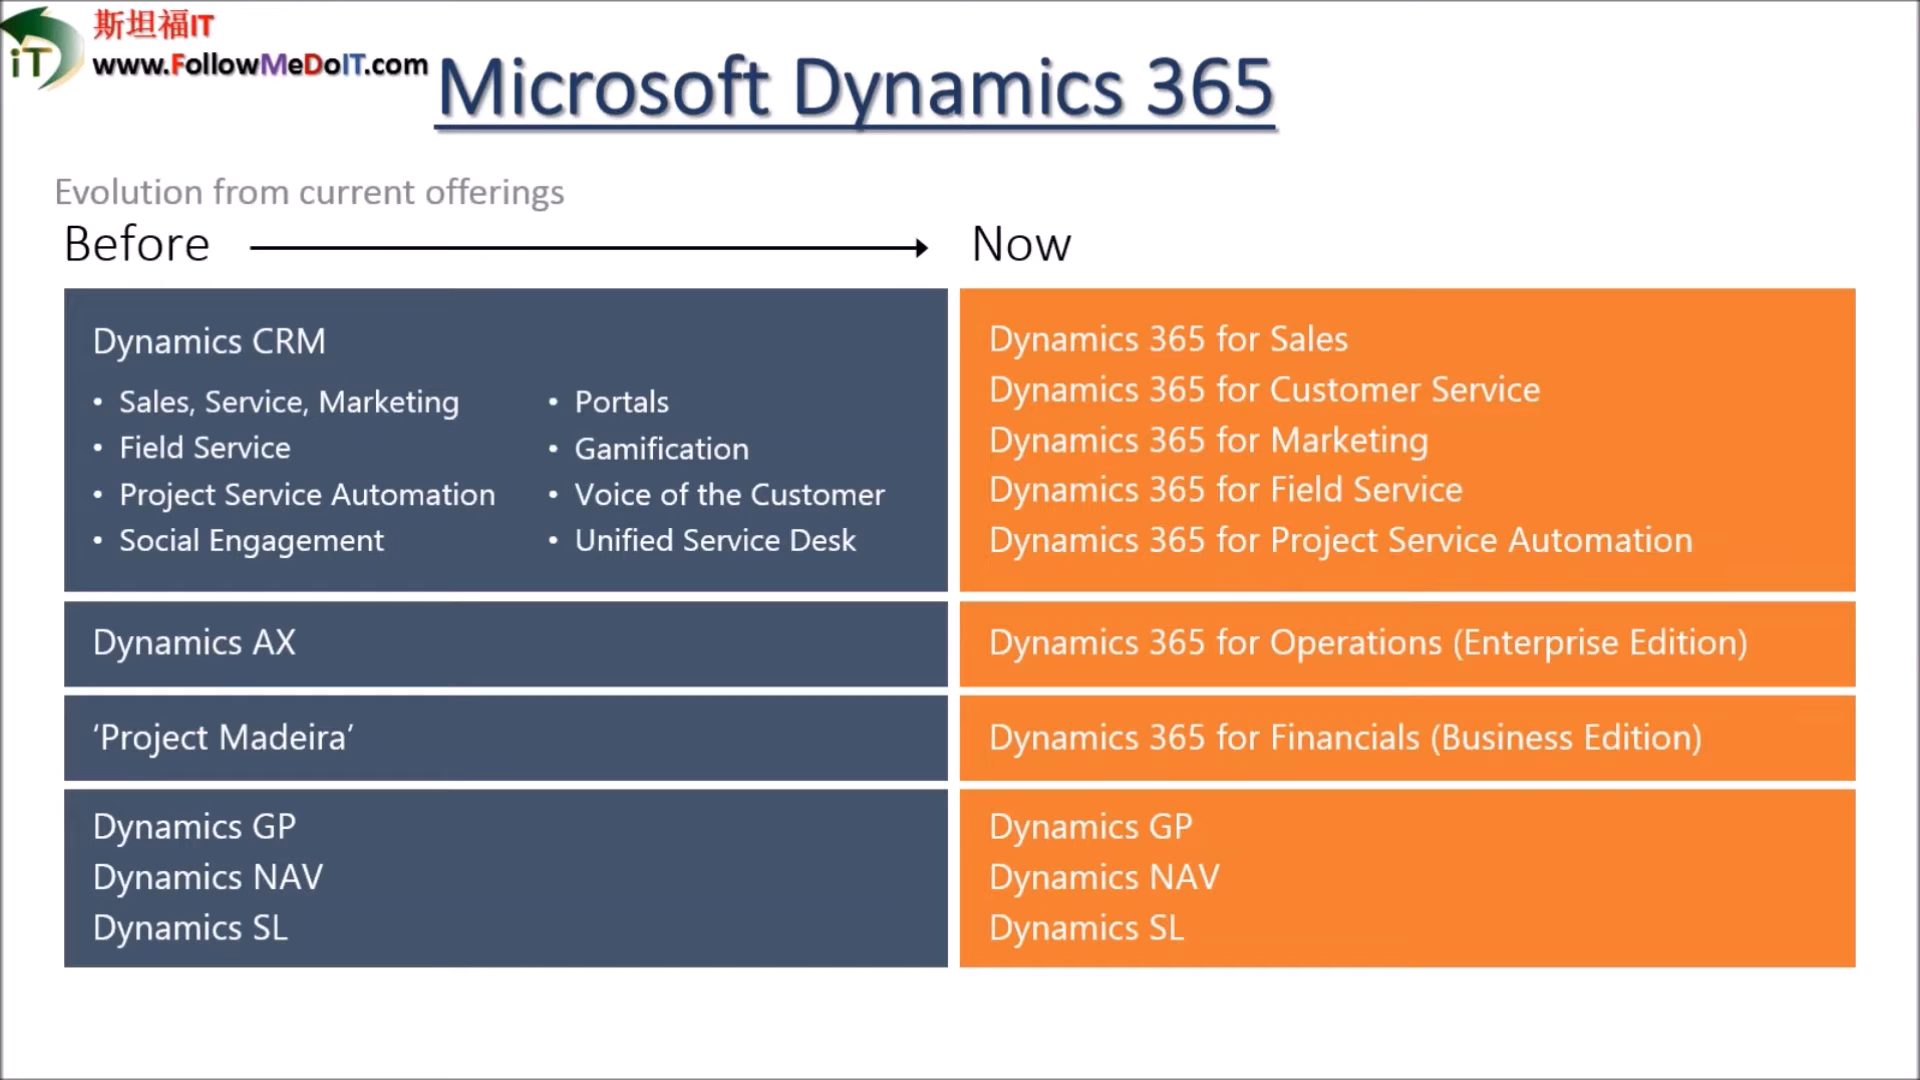 iT
斯坦福IT
www.FollowMeDoIT.com
Microsoft Dynamics 365
Evolution from current offerings
Before
Now
Dynamics CRM
• Sales, Service, Marketing
• Field Service
• Project Service Automation
• Social Engagement
• Portals
• Gamification
• Voice of the Customer
• Unified Service Desk
Dynamics 365 for Sales
Dynamics 365 for Customer Service
Dynamics 365 for Marketing
Dynamics 365 for Field Service
Dynamics 365 for Project Service Automation
Dynamics AX
Dynamics 365 for Operations (Enterprise Edition)
‘Project Madeira’
Dynamics 365 for Financials (Business Edition)
Dynamics GP
Dynamics NAV
Dynamics SL
Dynamics GP
Dynamics NAV
Dynamics SL